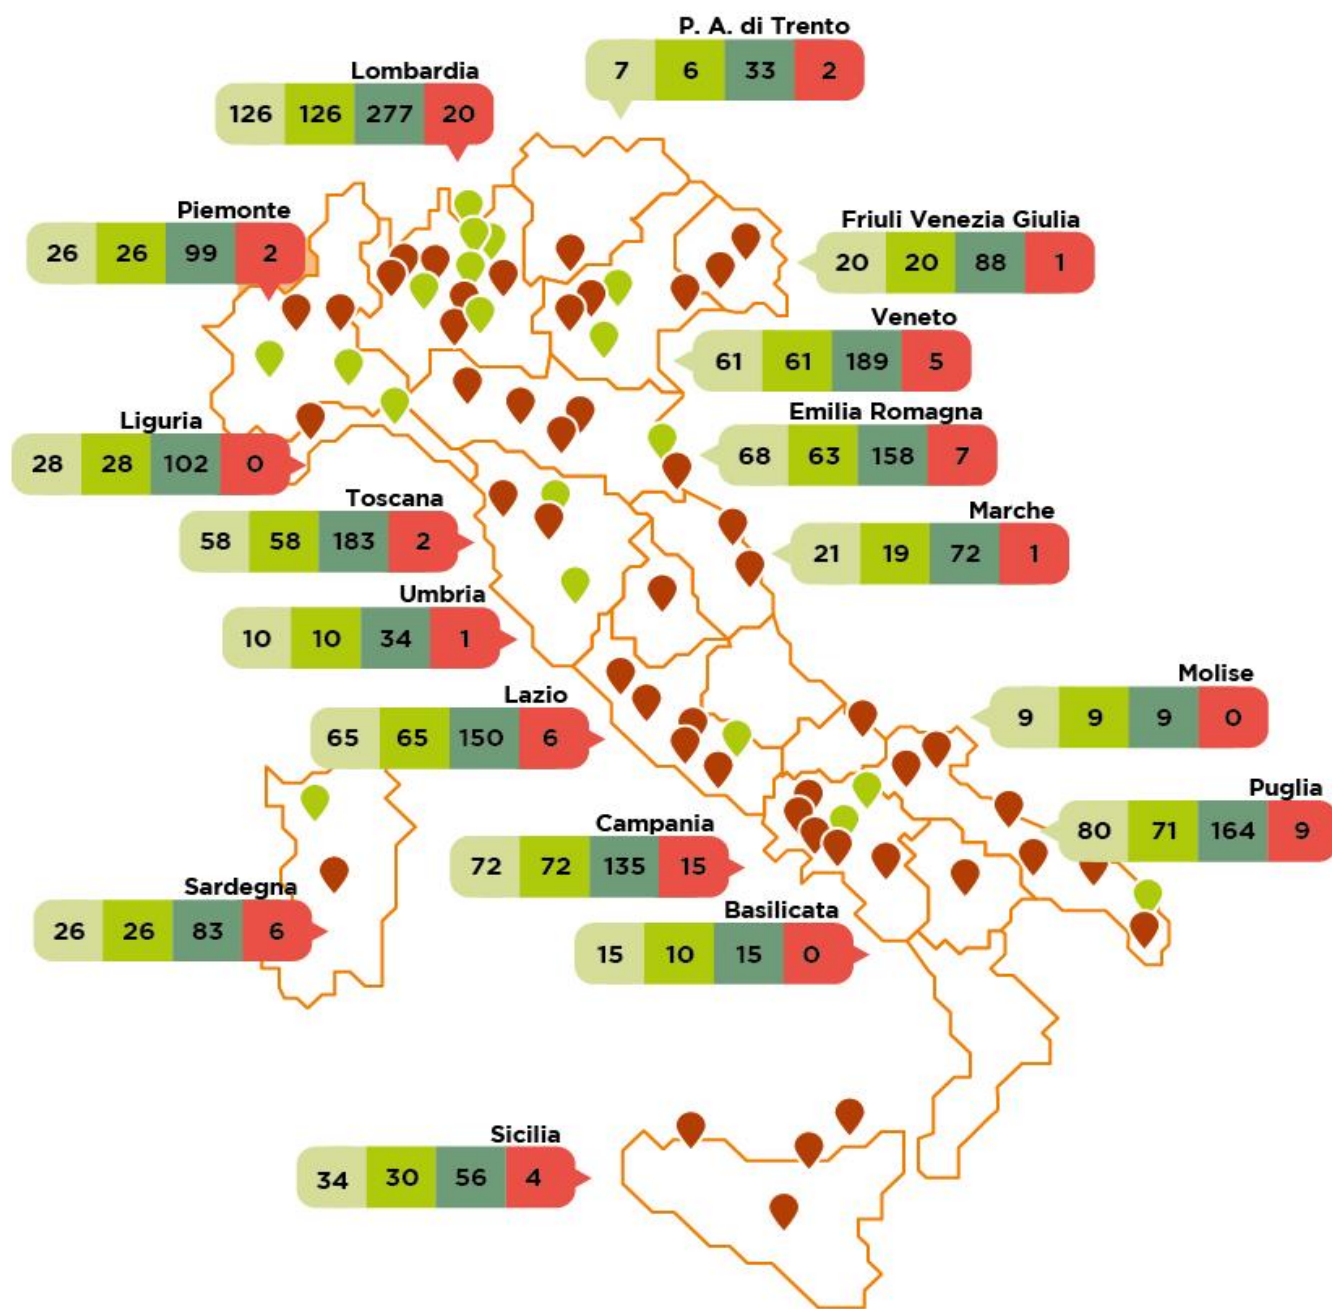 P. A. di Trento
7 6 33 2
Lombardia
126 126 277 20
Piemonte
26 26 99 2
Friuli Venezia Giulia
20 20 88 1
Veneto
61 61 189 5
Emilia Romagna
68 63 158 7
Liguria
28 28 102 0
Toscana
58 58 183 2
Marche
21 19 72 1
Umbria
10 10 34 1
Lazio
65 65 150 6
Molise
9 9 9 0
Puglia
80 71 164 9
Campania
72 72 135 15
Sardegna
26 26 83 6
Basilicata
15 10 15 0
Sicilia
34 30 56 4